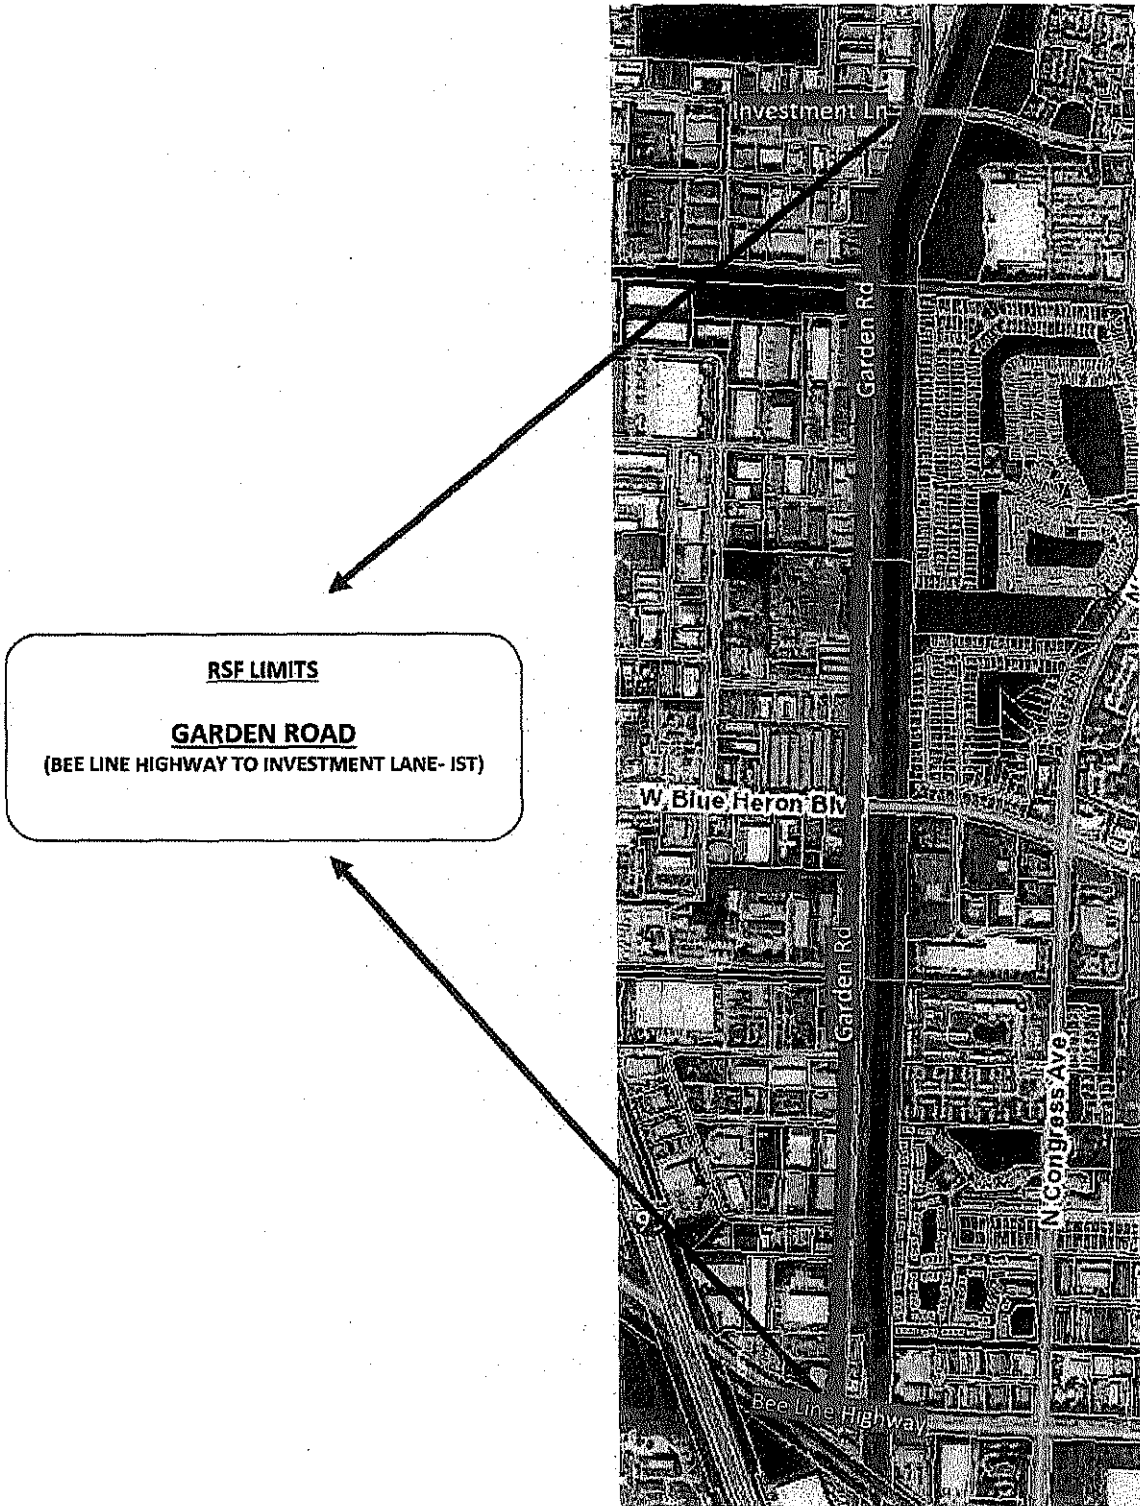 Investment Ln
Garden Rd
RSF LIMITS
GARDEN ROAD
(BEE LINE HIGHWAY TO INVESTMENT LANE- IST)
W Blue Heron Blv
Garden Rd
N Congress Ave
Bee Line Highway